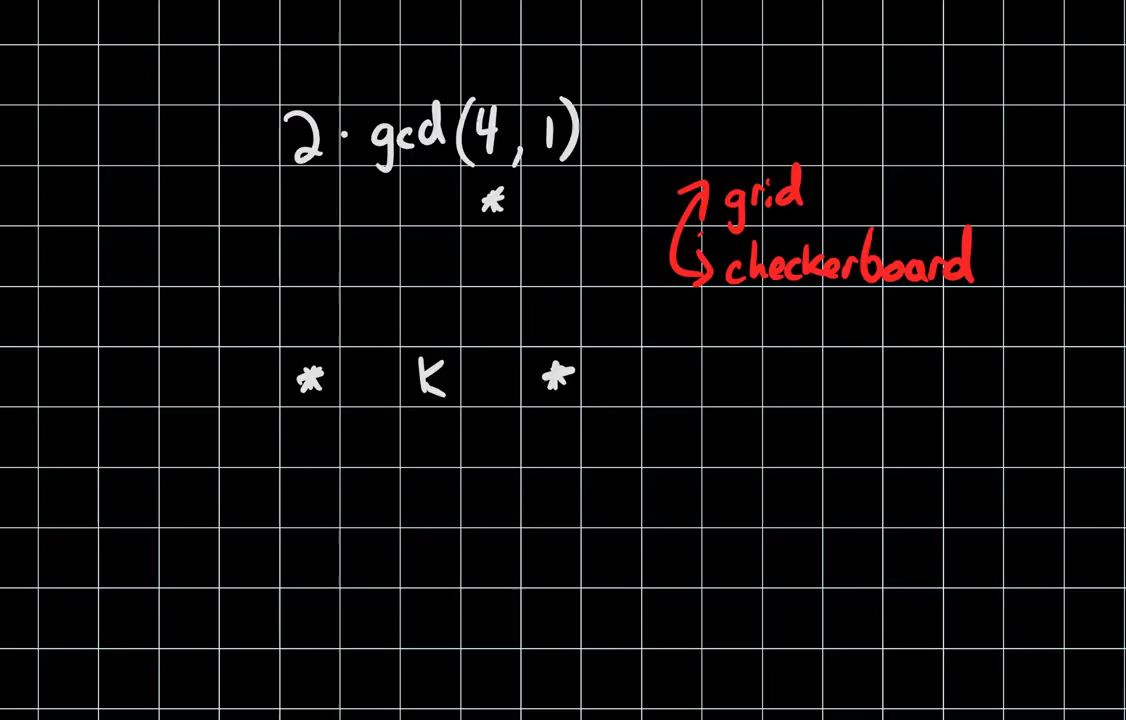 2 · gcd(4, 1)
*
grid
checkerboard
* K *